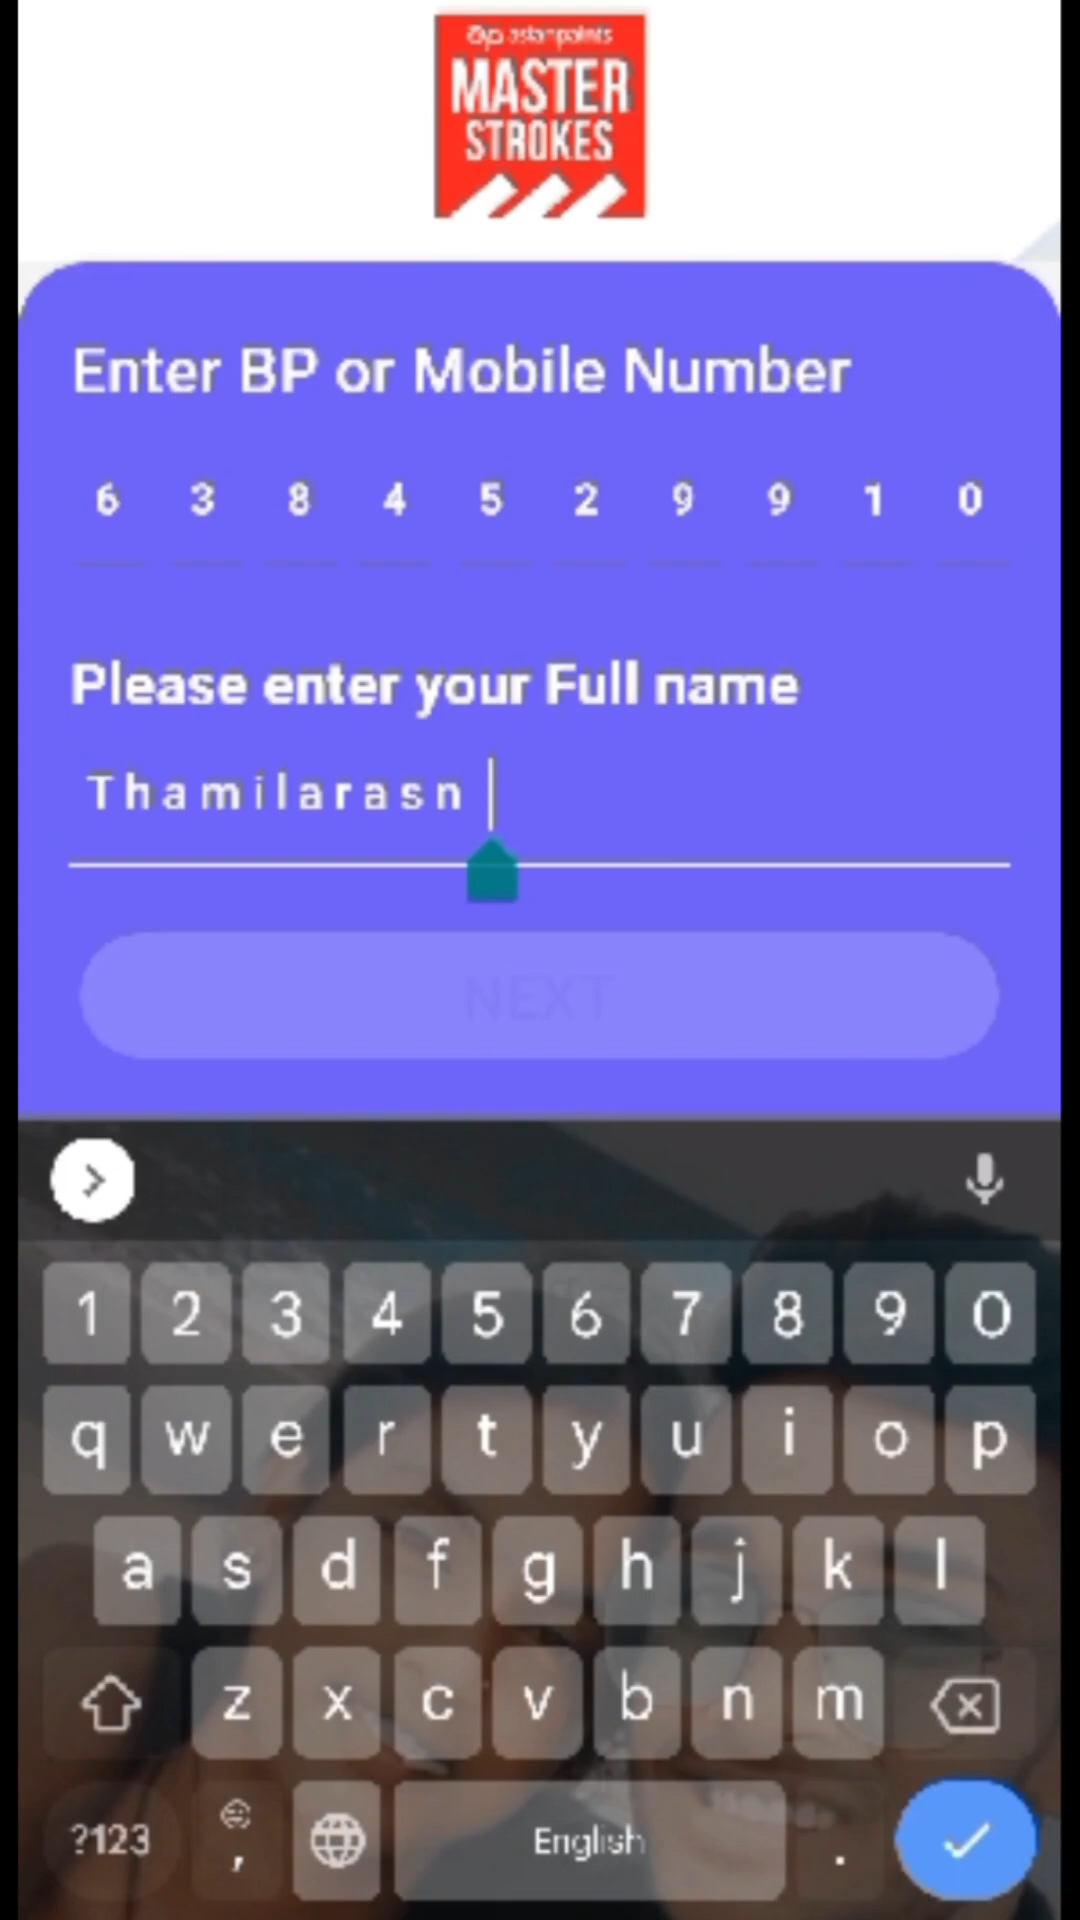 asianpaints
MASTER
STROKES
Enter BP or Mobile Number
6 3 8 4 5 2 9 9 1 0
Please enter your Full name
Thamilarasn
NEXT
1 2 3 4 5 6 7 8 9 0
q w e r t y u i o p
a s d f g h j k l
z x c v b n m
?123 , English .